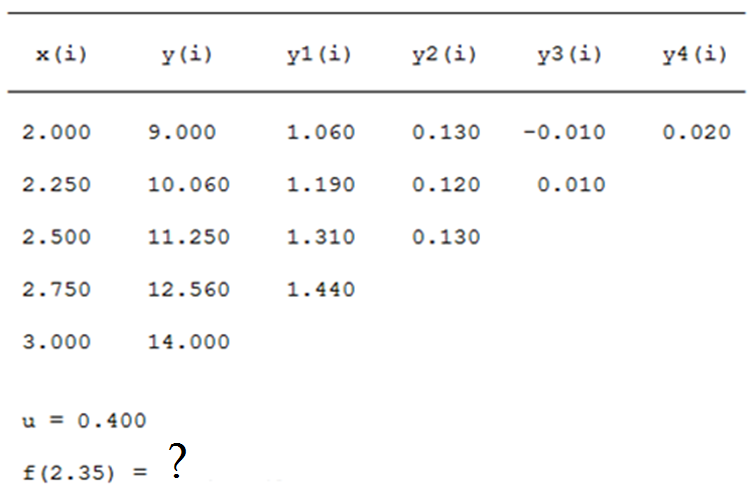 x(i) y(i) y1(i) y2(i) y3(i) y4(i)
2.000 9.000 1.060 0.130 -0.010 0.020
2.250 10.060 1.190 0.120 0.010
2.500 11.250 1.310 0.130
2.750 12.560 1.440
3.000 14.000
u = 0.400
f(2.35) = ?